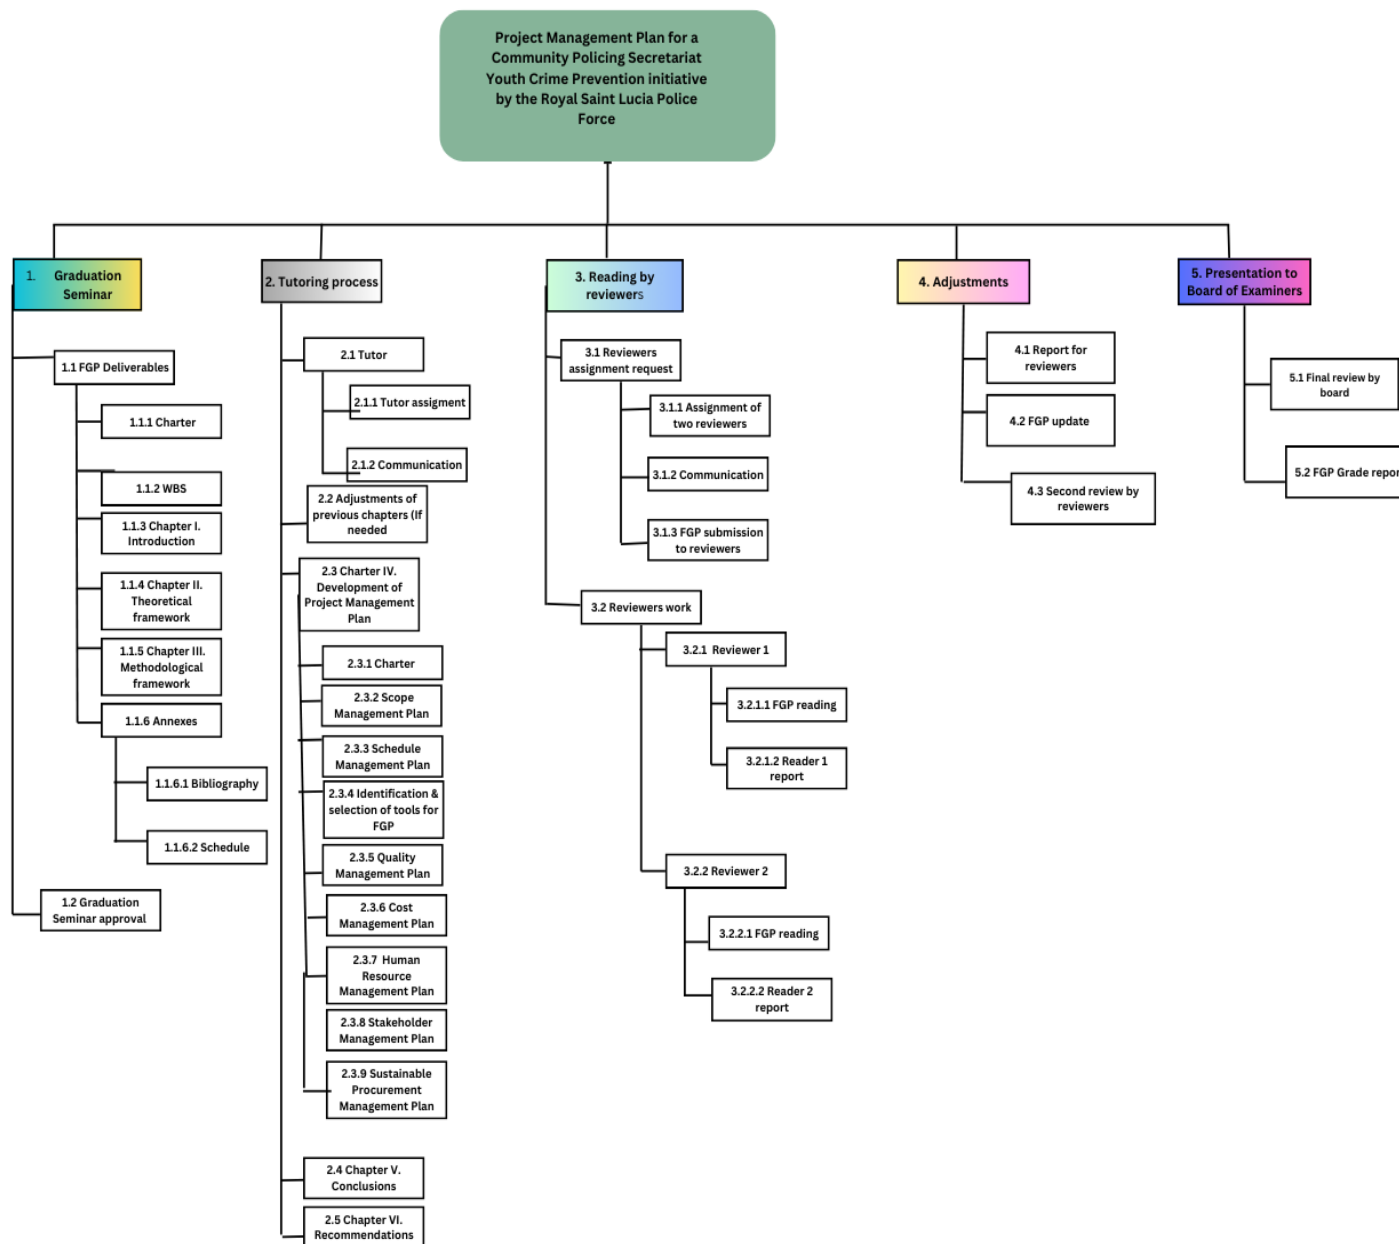 Project Management Plan for a
Community Policing Secretariat
Youth Crime Prevention initiative
by the Royal Saint Lucia Police
Force
1. Graduation
Seminar
1.1 FGP Deliverables
1.1.1 Charter
1.1.2 WBS
1.1.3 Chapter I.
Introduction
1.1.4 Chapter II.
Theoretical
framework
1.1.5 Chapter III.
Methodological
framework
1.1.6 Annexes
1.1.6.1 Bibliography
1.1.6.2 Schedule
1.2 Graduation
Seminar approval
2. Tutoring process
2.1 Tutor
2.1.1 Tutor assigment
2.1.2 Communication
2.2 Adjustments of
previous chapters (If
needed
2.3 Charter IV.
Development of
Project Management
Plan
2.3.1 Charter
2.3.2 Scope
Management Plan
2.3.3 Schedule
Management Plan
2.3.4 Identification &
selection of tools for
FGP
2.3.5 Quality
Management Plan
2.3.6 Cost
Management Plan
2.3.7 Human
Resource
Management Plan
2.3.8 Stakeholder
Management Plan
2.3.9 Sustainable
Procurement
Management Plan
2.4 Chapter V.
Conclusions
2.5 Chapter VI.
Recommendations
3. Reading by
reviewers
3.1 Reviewers
assignment request
3.1.1 Assignment of
two reviewers
3.1.2 Communication
3.1.3 FGP submission
to reviewers
3.2 Reviewers work
3.2.1 Reviewer 1
3.2.1.1 FGP reading
3.2.1.2 Reader 1
report
3.2.2 Reviewer 2
3.2.2.1 FGP reading
3.2.2.2 Reader 2
report
4. Adjustments
4.1 Report for
reviewers
4.2 FGP update
4.3 Second review by
reviewers
5. Presentation to
Board of Examiners
5.1 Final review by
board
5.2 FGP Grade repor